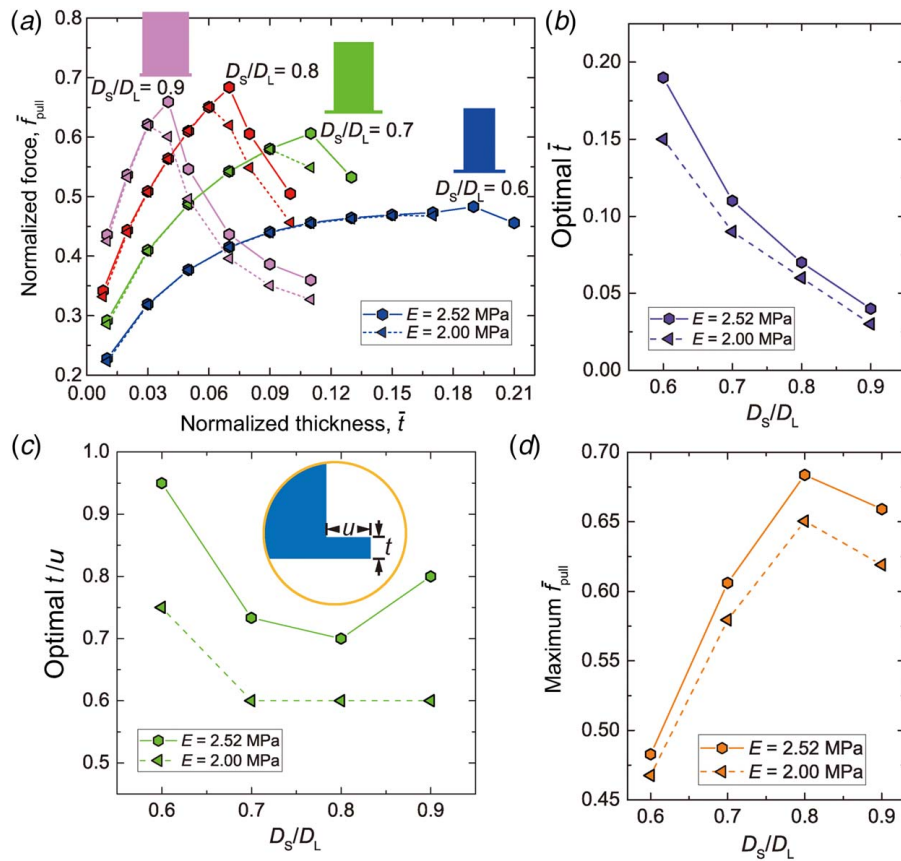 (a)
0.8
0.7
0.6
0.5
0.4
0.3
0.2
Normalized force, f̄pull
DS/DL = 0.9
DS/DL = 0.8
DS/DL = 0.7
DS/DL = 0.6
E = 2.52 MPa
E = 2.00 MPa
0.00 0.03 0.06 0.09 0.12 0.15 0.18 0.21
Normalized thickness, t̄
(b)
0.20
0.15
0.10
0.05
0.00
Optimal t̄
E = 2.52 MPa
E = 2.00 MPa
0.6 0.7 0.8 0.9
DS/DL
(c)
1.0
0.9
0.8
0.7
0.6
0.5
Optimal t/u
u
t
E = 2.52 MPa
E = 2.00 MPa
0.6 0.7 0.8 0.9
DS/DL
(d)
0.70
0.65
0.60
0.55
0.50
0.45
Maximum f̄pull
E = 2.52 MPa
E = 2.00 MPa
0.6 0.7 0.8 0.9
DS/DL